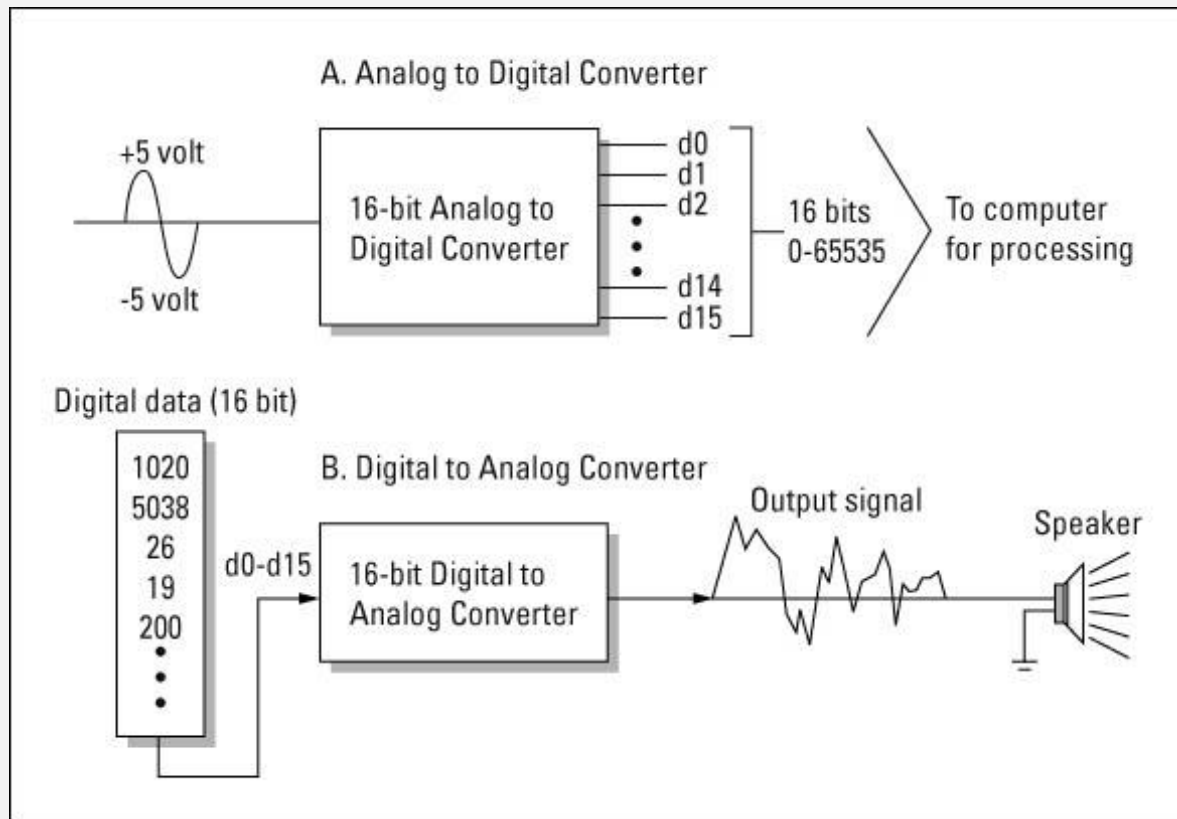 A. Analog to Digital Converter
+5 volt
-5 volt
16-bit Analog to
Digital Converter
d0
d1
d2
d14
d15
16 bits
0-65535
To computer
for processing
Digital data (16 bit)
1020
5038
26
19
200
d0-d15
B. Digital to Analog Converter
16-bit Digital to
Analog Converter
Output signal
Speaker